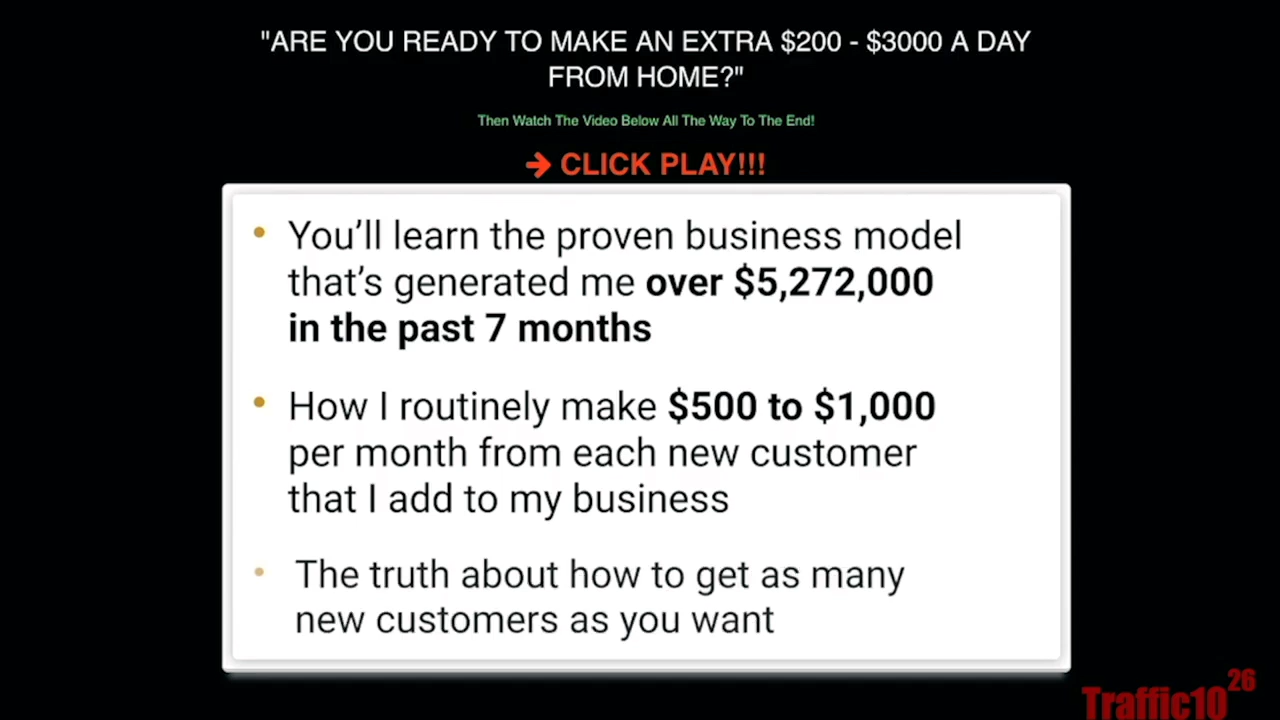 "ARE YOU READY TO MAKE AN EXTRA $200 - $3000 A DAY
FROM HOME?"
Then Watch The Video Below All The Way To The End!
→ CLICK PLAY!!!
• You’ll learn the proven business model
that’s generated me over $5,272,000
in the past 7 months
• How I routinely make $500 to $1,000
per month from each new customer
that I add to my business
• The truth about how to get as many
new customers as you want
Traffic10 26